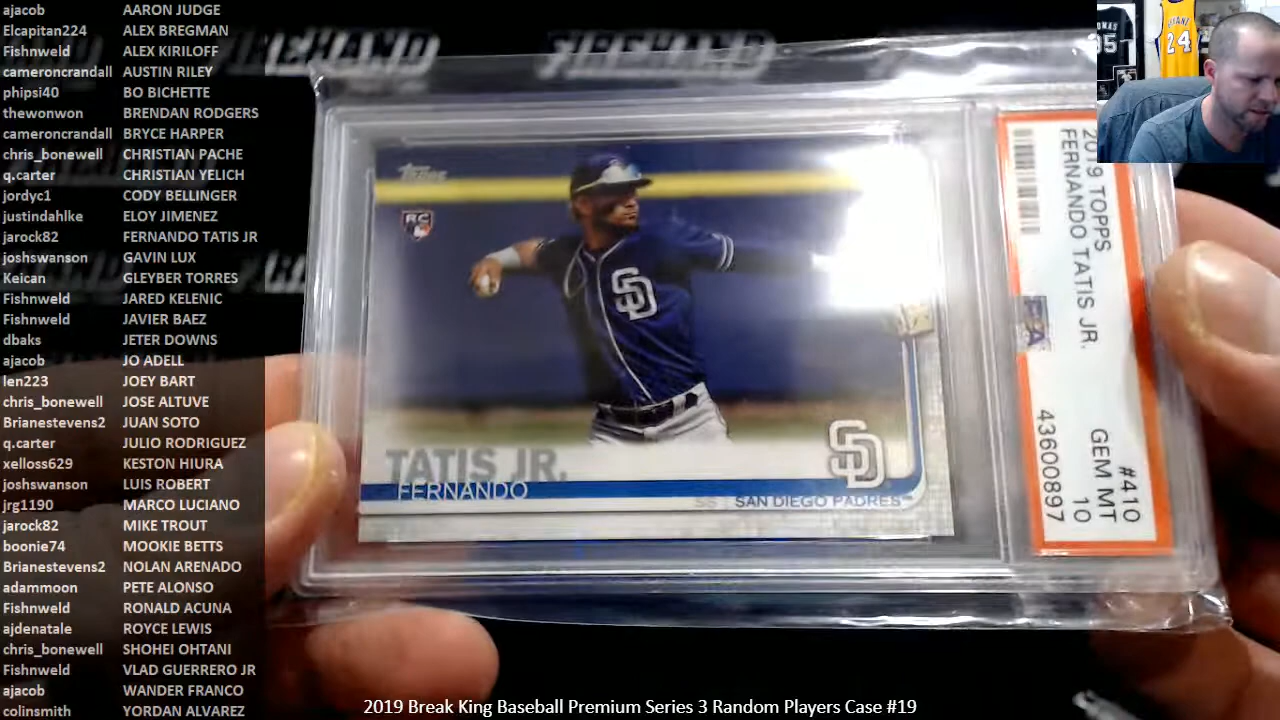 ajacob AARON JUDGE
Elcapitan224 ALEX BREGMAN
Fishnweld ALEX KIRILOFF
cameroncrandall AUSTIN RILEY
phipsi40 BO BICHETTE
thewonwon BRENDAN RODGERS
cameroncrandall BRYCE HARPER
chris_bonewell CHRISTIAN PACHE
q.carter CHRISTIAN YELICH
jordyc1 CODY BELLINGER
justindahlke ELOY JIMENEZ
jarock82 FERNANDO TATIS JR
joshswanson GAVIN LUX
Keican GLEYBER TORRES
Fishnweld JARED KELENIC
Fishnweld JAVIER BAEZ
dbaks JETER DOWNS
ajacob JO ADELL
len223 JOEY BART
chris_bonewell JOSE ALTUVE
Brianestevens2 JUAN SOTO
q.carter JULIO RODRIGUEZ
xelloss629 KESTON HIURA
joshswanson LUIS ROBERT
jrg1190 MARCO LUCIANO
jarock82 MIKE TROUT
boonie74 MOOKIE BETTS
Brianestevens2 NOLAN ARENADO
adammoon PETE ALONSO
Fishnweld RONALD ACUNA
ajdenatale ROYCE LEWIS
chris_bonewell SHOHEI OHTANI
Fishnweld VLAD GUERRERO JR
ajacob WANDER FRANCO
colinsmith YORDAN ALVAREZ
Topps
RC
SD
TATIS JR.
FERNANDO
SD
SS SAN DIEGO PADRES
2019 TOPPS #410
FERNANDO TATIS JR. GEM MT
10
PSA 43600897
24
2019 Break King Baseball Premium Series 3 Random Players Case #19